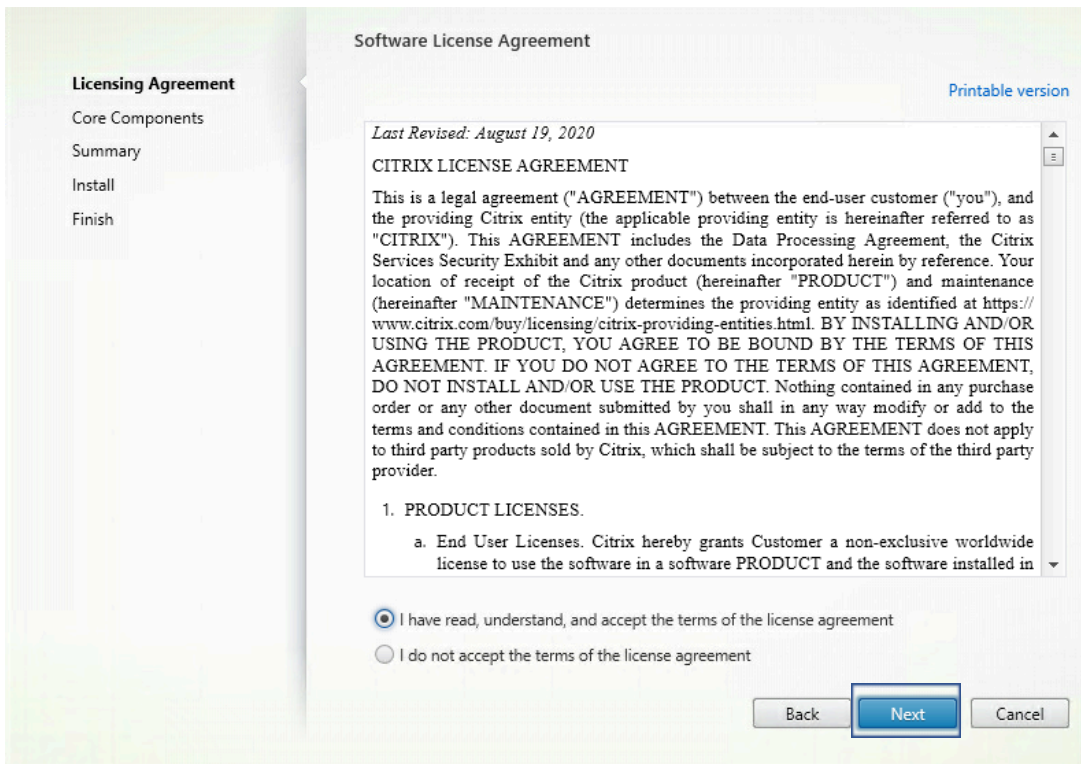 Software License Agreement
Licensing Agreement
Core Components
Summary
Install
Finish
Printable version
Last Revised: August 19, 2020
CITRIX LICENSE AGREEMENT
This is a legal agreement ("AGREEMENT") between the end-user customer ("you"), and
the providing Citrix entity (the applicable providing entity is hereinafter referred to as
"CITRIX"). This AGREEMENT includes the Data Processing Agreement, the Citrix
Services Security Exhibit and any other documents incorporated herein by reference. Your
location of receipt of the Citrix product (hereinafter "PRODUCT") and maintenance
(hereinafter "MAINTENANCE") determines the providing entity as identified at https://
www.citrix.com/buy/licensing/citrix-providing-entities.html. BY INSTALLING AND/OR
USING THE PRODUCT, YOU AGREE TO BE BOUND BY THE TERMS OF THIS
AGREEMENT. IF YOU DO NOT AGREE TO THE TERMS OF THIS AGREEMENT,
DO NOT INSTALL AND/OR USE THE PRODUCT. Nothing contained in any purchase
order or any other document submitted by you shall in any way modify or add to the
terms and conditions contained in this AGREEMENT. This AGREEMENT does not apply
to third party products sold by Citrix, which shall be subject to the terms of the third party
provider.
1. PRODUCT LICENSES.
a. End User Licenses. Citrix hereby grants Customer a non-exclusive worldwide
license to use the software in a software PRODUCT and the software installed in
I have read, understand, and accept the terms of the license agreement
I do not accept the terms of the license agreement
Back Next Cancel